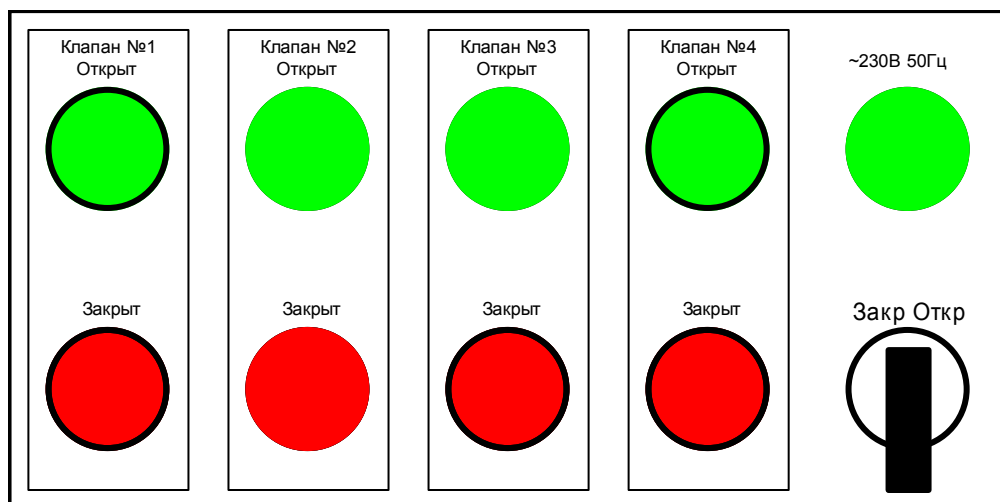 Клапан №1
Открыт
Клапан №2
Открыт
Клапан №3
Открыт
Клапан №4
Открыт
~230В 50Гц
Закрыт
Закрыт
Закрыт
Закрыт
Закр Откр